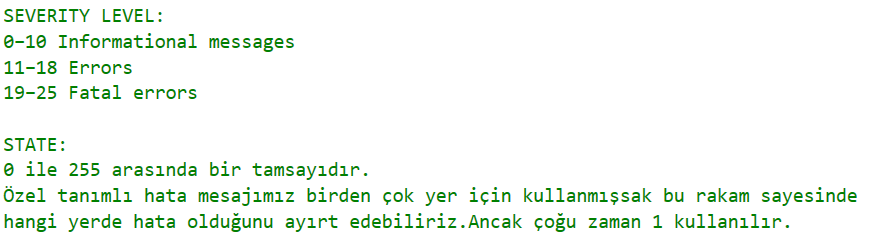 SEVERITY LEVEL:
0–10 Informational messages
11–18 Errors
19–25 Fatal errors
STATE:
0 ile 255 arasında bir tamsayıdır.
Özel tanımlı hata mesajımız birden çok yer için kullanmışsak bu rakam sayesinde
hangi yerde hata olduğunu ayırt edebiliriz.Ancak çoğu zaman 1 kullanılır.